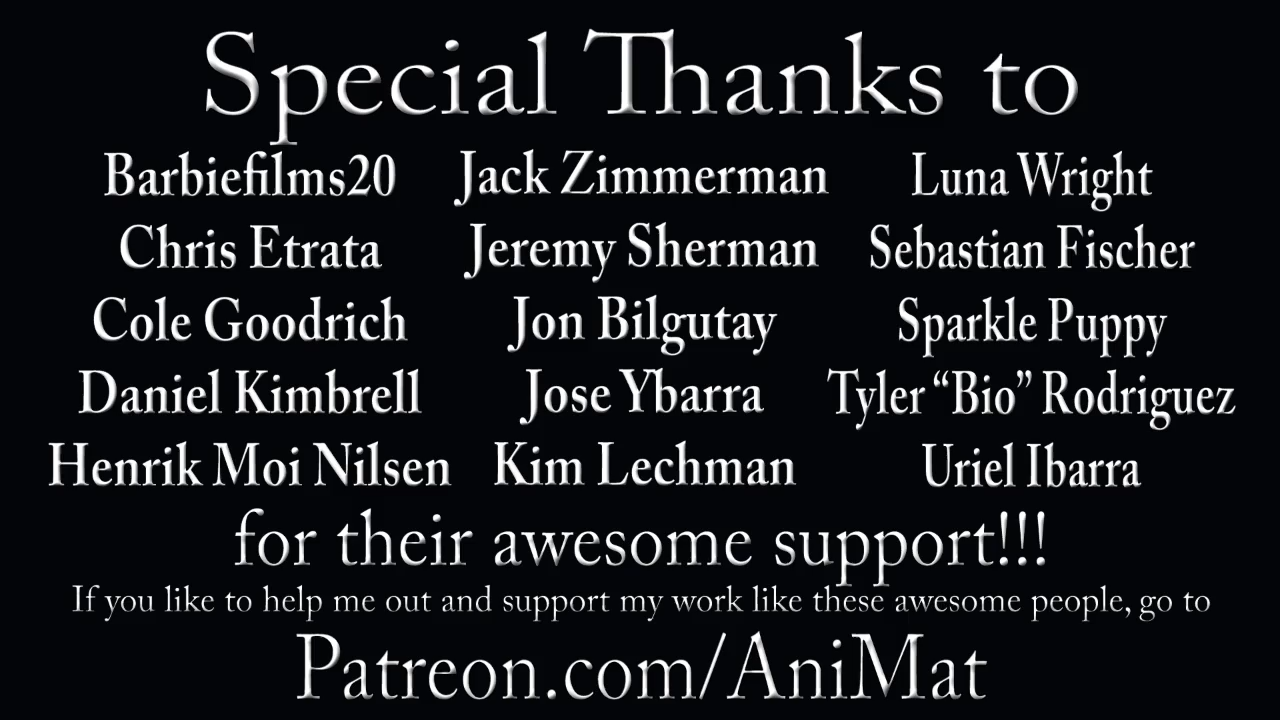 Special Thanks to
Barbiefilms20 Jack Zimmerman Luna Wright
Chris Etrata Jeremy Sherman Sebastian Fischer
Cole Goodrich Jon Bilgutay Sparkle Puppy
Daniel Kimbrell Jose Ybarra Tyler “Bio” Rodriguez
Henrik Moi Nilsen Kim Lechman Uriel Ibarra
for their awesome support!!!
If you like to help me out and support my work like these awesome people, go to
Patreon.com/AniMat